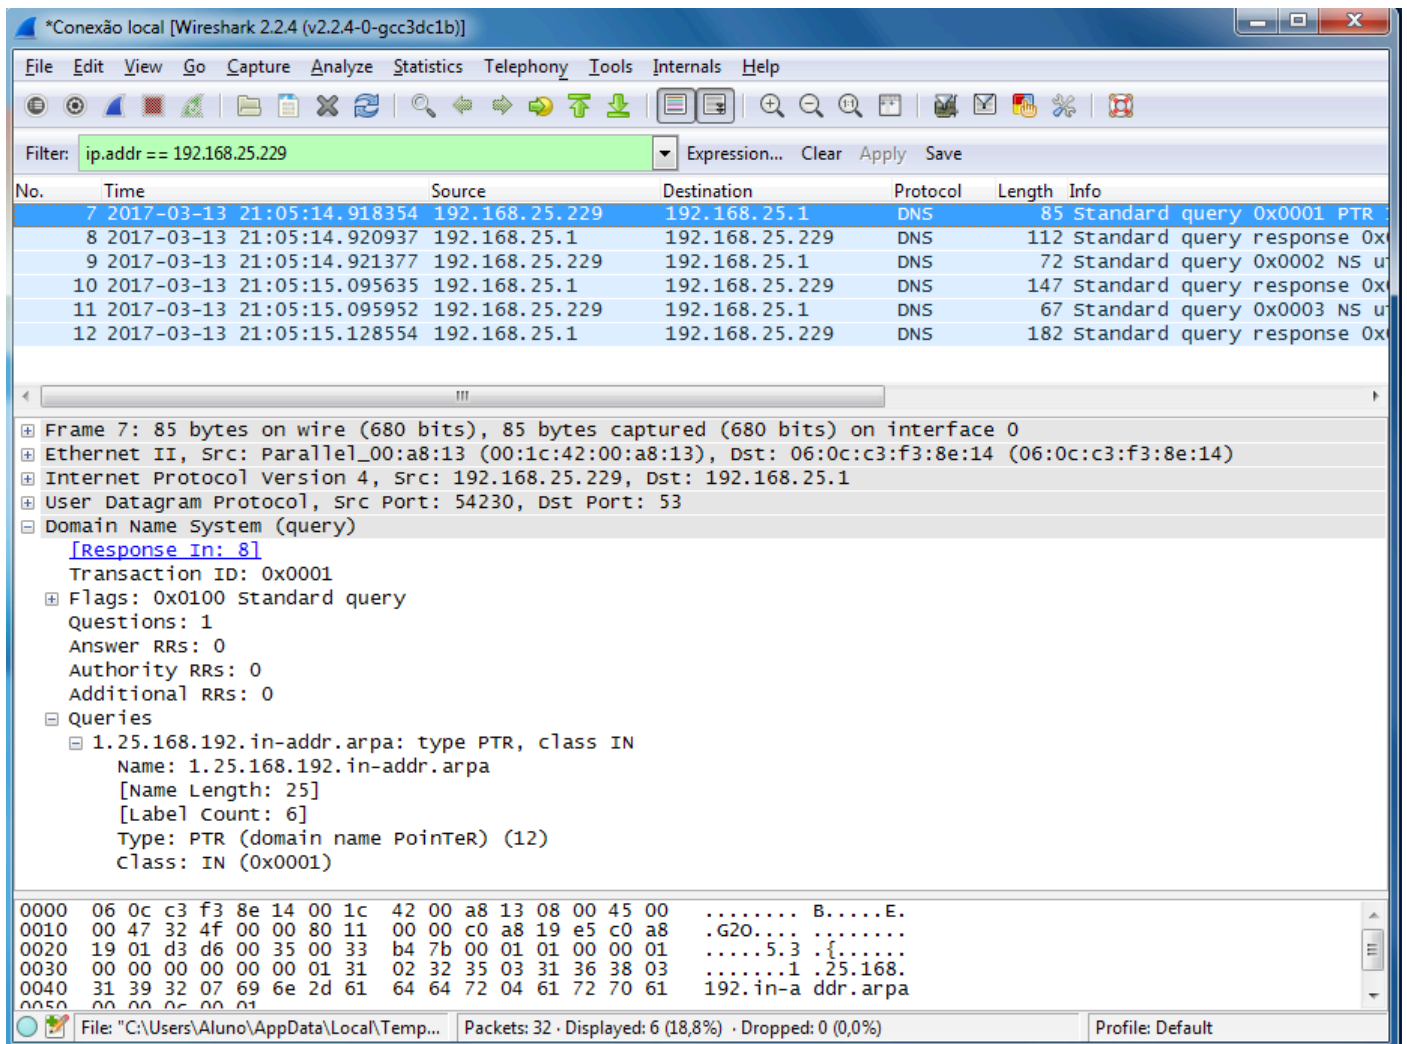 *Conexão local [Wireshark 2.2.4 (v2.2.4-0-gcc3dc1b)]
File Edit View Go Capture Analyze Statistics Telephony Tools Internals Help
Filter: ip.addr == 192.168.25.229 Expression... Clear Apply Save
No. Time Source Destination Protocol Length Info
7 2017-03-13 21:05:14.918354 192.168.25.229 192.168.25.1 DNS 85 Standard query 0x0001 PTR
8 2017-03-13 21:05:14.920937 192.168.25.1 192.168.25.229 DNS 112 Standard query response 0x
9 2017-03-13 21:05:14.921377 192.168.25.229 192.168.25.1 DNS 72 Standard query 0x0002 NS u
10 2017-03-13 21:05:15.095635 192.168.25.1 192.168.25.229 DNS 147 Standard query response 0x
11 2017-03-13 21:05:15.095952 192.168.25.229 192.168.25.1 DNS 67 Standard query 0x0003 NS u
12 2017-03-13 21:05:15.128554 192.168.25.1 192.168.25.229 DNS 182 Standard query response 0x
Frame 7: 85 bytes on wire (680 bits), 85 bytes captured (680 bits) on interface 0
Ethernet II, Src: Parallel_00:a8:13 (00:1c:42:00:a8:13), Dst: 06:0c:c3:f3:8e:14 (06:0c:c3:f3:8e:14)
Internet Protocol Version 4, Src: 192.168.25.229, Dst: 192.168.25.1
User Datagram Protocol, Src Port: 54230, Dst Port: 53
Domain Name System (query)
[Response In: 8]
Transaction ID: 0x0001
Flags: 0x0100 Standard query
Questions: 1
Answer RRs: 0
Authority RRs: 0
Additional RRs: 0
Queries
1.25.168.192.in-addr.arpa: type PTR, class IN
Name: 1.25.168.192.in-addr.arpa
[Name Length: 25]
[Label Count: 6]
Type: PTR (domain name PoinTeR) (12)
Class: IN (0x0001)
0000 06 0c c3 f3 8e 14 00 1c 42 00 a8 13 08 00 45 00 ........ B.....E.
0010 00 47 32 4f 00 00 80 11 00 00 c0 a8 19 e5 c0 a8 .G2O.... ........
0020 19 01 d3 d6 00 35 00 33 b4 7b 00 01 01 00 00 01 .....5.3 .{......
0030 00 00 00 00 00 00 01 31 02 32 35 03 31 36 38 03 .......1 .25.168.
0040 31 39 32 07 69 6e 2d 61 64 64 72 04 61 72 70 61 192.in-a ddr.arpa
0050 00 00 0c 00 01
File: "C:\Users\Aluno\AppData\Local\Temp... Packets: 32 · Displayed: 6 (18,8%) · Dropped: 0 (0,0%) Profile: Default